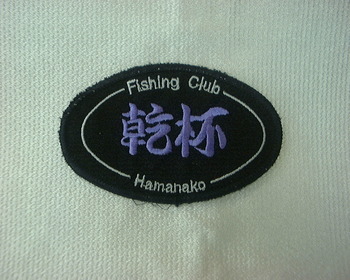 Fishing Club
乾杯
Hamanako